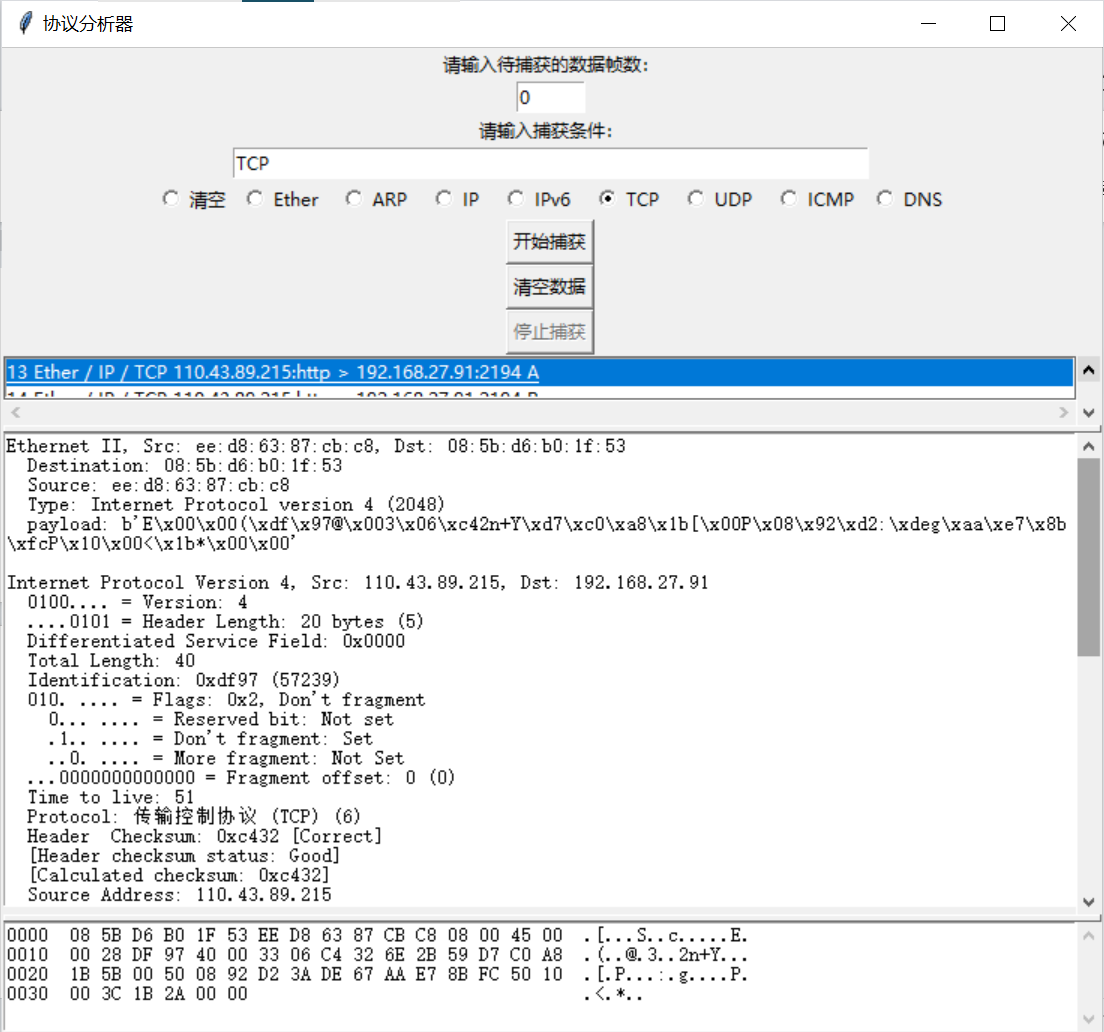 协议分析器
请输入待捕获的数据帧数:
0
请输入捕获条件:
TCP
清空 Ether ARP IP IPv6 TCP UDP ICMP DNS
开始捕获
清空数据
停止捕获
13 Ether / IP / TCP 110.43.89.215:http > 192.168.27.91:2194 A
14 Ether / IP / TCP 110.43.89.215:http > 192.168.27.91:2194
Ethernet II, Src: ee:d8:63:87:cb:c8, Dst: 08:5b:d6:b0:1f:53
Destination: 08:5b:d6:b0:1f:53
Source: ee:d8:63:87:cb:c8
Type: Internet Protocol version 4 (2048)
payload: b'E\x00\x00(\xdf\x97@\x003\x06\xc42n+Y\xd7\xc0\xa8\x1b[\x00P\x08\x92\xd2:\xdeg\xaa\xe7\x8b
\xfcP\x10\x00<\x1b*\x00\x00'
Internet Protocol Version 4, Src: 110.43.89.215, Dst: 192.168.27.91
0100.... = Version: 4
....0101 = Header Length: 20 bytes (5)
Differentiated Service Field: 0x0000
Total Length: 40
Identification: 0xdf97 (57239)
010. .... = Flags: 0x2, Don't fragment
0... .... = Reserved bit: Not set
.1.. .... = Don't fragment: Set
..0. .... = More fragment: Not Set
...0000000000000 = Fragment offset: 0 (0)
Time to live: 51
Protocol: 传输控制协议 (TCP) (6)
Header  Checksum: 0xc432 [Correct]
[Header checksum status: Good]
[Calculated checksum: 0xc432]
Source Address: 110.43.89.215
0000  08 5B D6 B0 1F 53 EE D8 63 87 CB C8 08 00 45 00  .[...S..c.....E.
0010  00 28 DF 97 40 00 33 06 C4 32 6E 2B 59 D7 C0 A8  .(..@.3..2n+Y...
0020  1B 5B 00 50 08 92 D2 3A DE 67 AA E7 8B FC 50 10  .[.P...:.g....P.
0030  00 3C 1B 2A 00 00  .<.*..